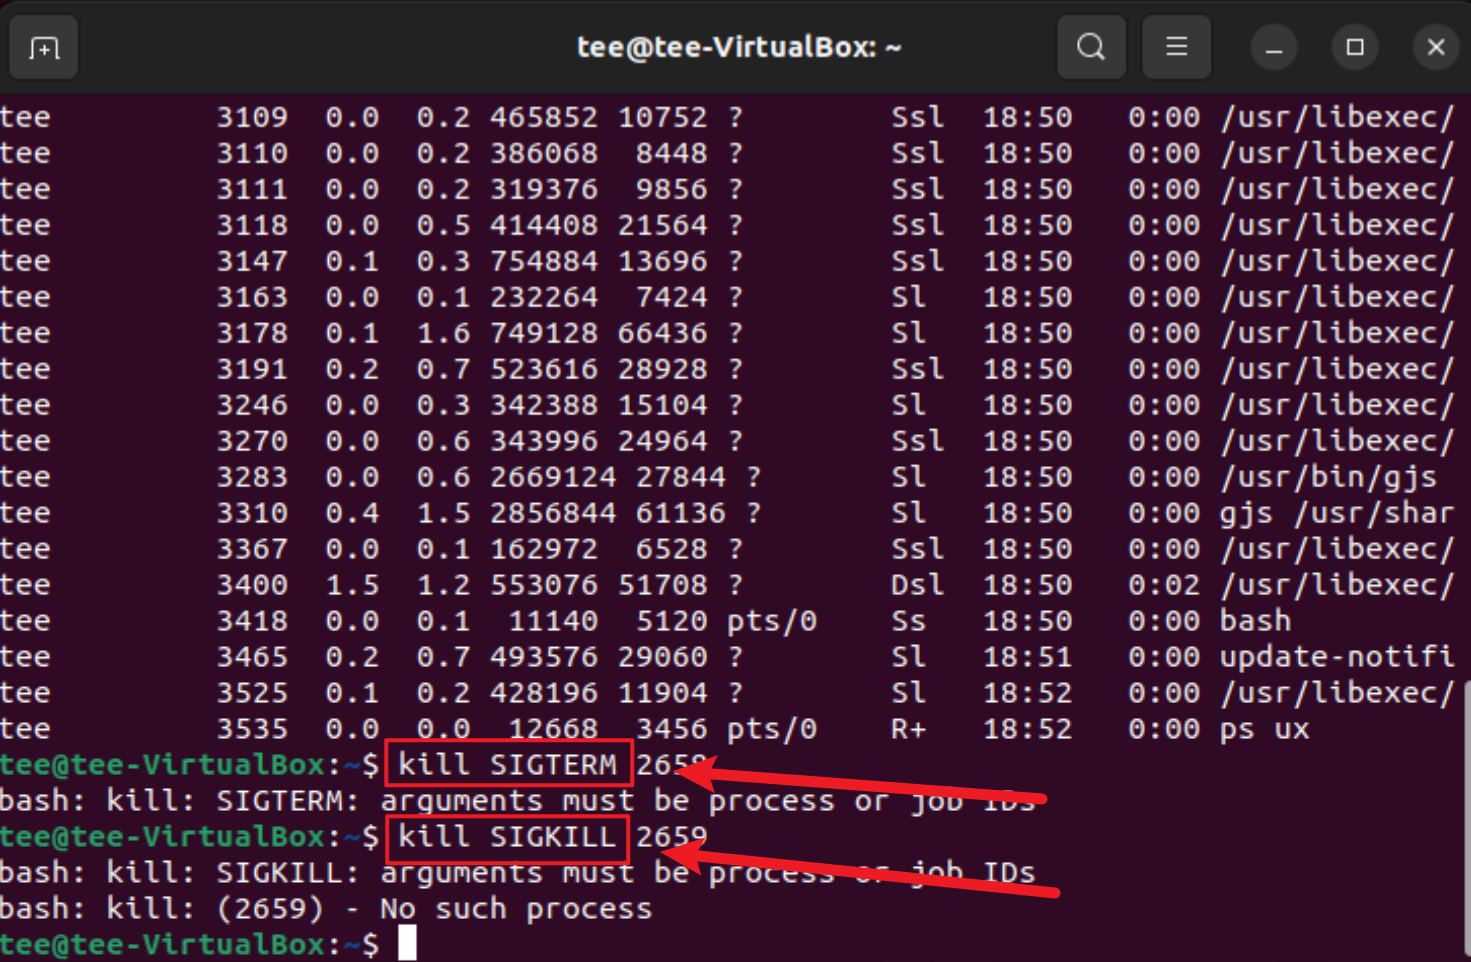 tee@tee-VirtualBox: ~
tee 3109 0.0 0.2 465852 10752 ? Ssl 18:50 0:00 /usr/libexec/
tee 3110 0.0 0.2 386068 8448 ? Ssl 18:50 0:00 /usr/libexec/
tee 3111 0.0 0.2 319376 9856 ? Ssl 18:50 0:00 /usr/libexec/
tee 3118 0.0 0.5 414408 21564 ? Ssl 18:50 0:00 /usr/libexec/
tee 3147 0.1 0.3 754884 13696 ? Ssl 18:50 0:00 /usr/libexec/
tee 3163 0.0 0.1 232264 7424 ? Sl 18:50 0:00 /usr/libexec/
tee 3178 0.1 1.6 749128 66436 ? Sl 18:50 0:00 /usr/libexec/
tee 3191 0.2 0.7 523616 28928 ? Ssl 18:50 0:00 /usr/libexec/
tee 3246 0.0 0.3 342388 15104 ? Sl 18:50 0:00 /usr/libexec/
tee 3270 0.0 0.6 343996 24964 ? Ssl 18:50 0:00 /usr/libexec/
tee 3283 0.0 0.6 2669124 27844 ? Sl 18:50 0:00 /usr/bin/gjs
tee 3310 0.4 1.5 2856844 61136 ? Sl 18:50 0:00 gjs /usr/shar
tee 3367 0.0 0.1 162972 6528 ? Ssl 18:50 0:00 /usr/libexec/
tee 3400 1.5 1.2 553076 51708 ? Dsl 18:50 0:02 /usr/libexec/
tee 3418 0.0 0.1 11140 5120 pts/0 Ss 18:50 0:00 bash
tee 3465 0.2 0.7 493576 29060 ? Sl 18:51 0:00 update-notifi
tee 3525 0.1 0.2 428196 11904 ? Sl 18:52 0:00 /usr/libexec/
tee 3535 0.0 0.0 12668 3456 pts/0 R+ 18:52 0:00 ps ux
tee@tee-VirtualBox:~$ kill SIGTERM
bash: kill: SIGTERM: arguments must be process or job IDs
tee@tee-VirtualBox:~$ kill SIGKILL 2659
bash: kill: SIGKILL: arguments must be process or job IDs
bash: kill: (2659) - No such process
tee@tee-VirtualBox:~$